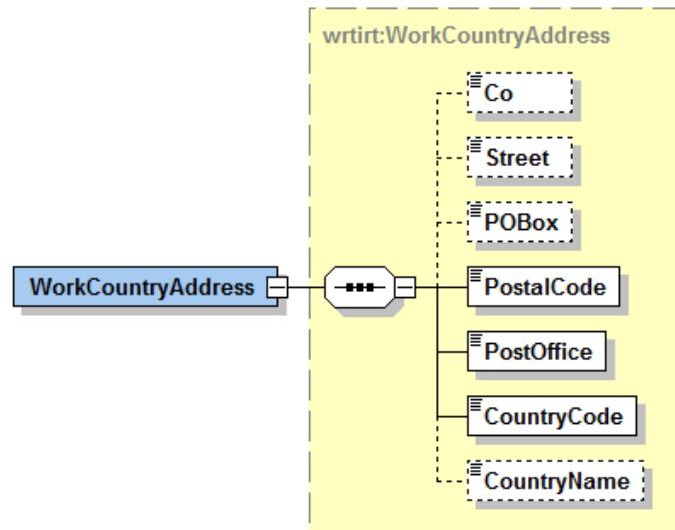 wrtirt:WorkCountryAddress
Co
Street
POBox
WorkCountryAddress
PostalCode
PostOffice
CountryCode
CountryName